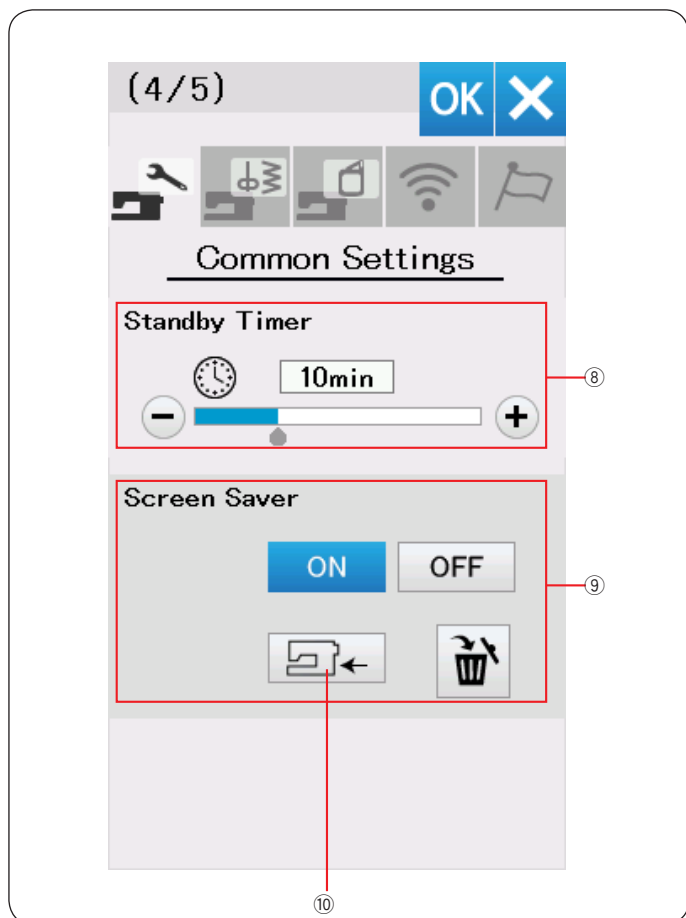 (4/5)
OK
Common Settings
Standby Timer
10min
⑧
Screen Saver
ON OFF
⑨
⑩